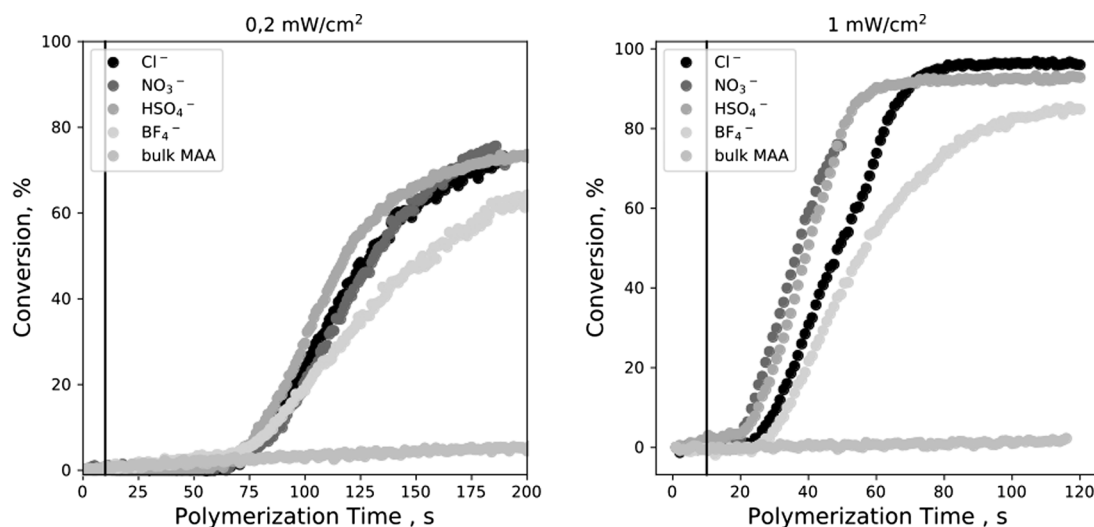 0,2 mW/cm²
100
80
60
40
20
0
Conversion, %
Cl⁻
NO₃⁻
HSO₄⁻
BF₄⁻
bulk MAA
0 25 50 75 100 125 150 175 200
Polymerization Time , s
1 mW/cm²
100
80
60
40
20
0
Conversion, %
Cl⁻
NO₃⁻
HSO₄⁻
BF₄⁻
bulk MAA
0 20 40 60 80 100 120
Polymerization Time , s